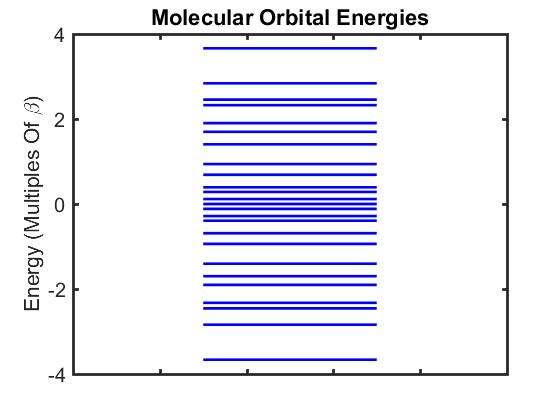 Molecular Orbital Energies
Energy (Multiples Of β)
4
2
0
-2
-4